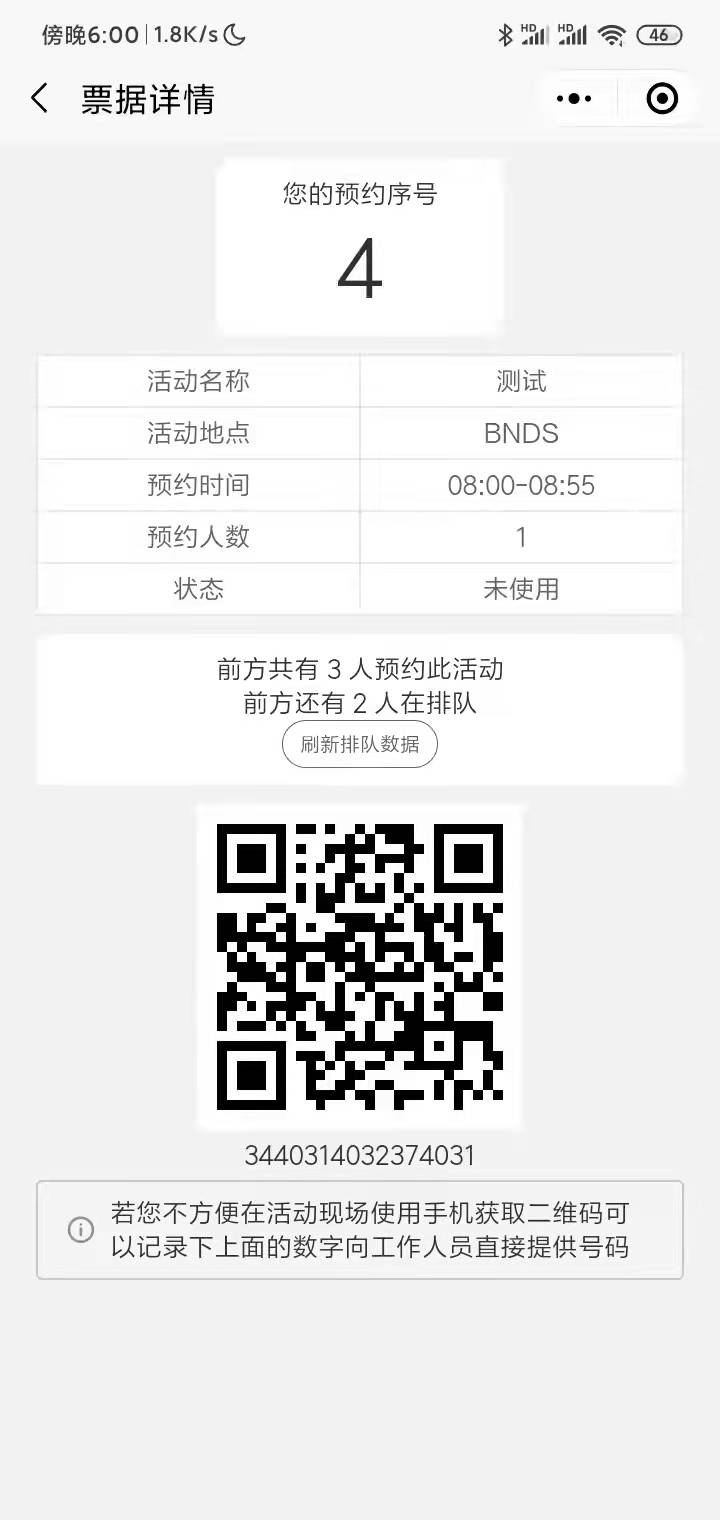 傍晚6:00 1.8K/s HD HD 46
票据详情
您的预约序号
4
活动名称 测试
活动地点 BNDS
预约时间 08:00-08:55
预约人数 1
状态 未使用
前方共有 3 人预约此活动
前方还有 2 人在排队
刷新排队数据
3440314032374031
若您不方便在活动现场使用手机获取二维码可
以记录下上面的数字向工作人员直接提供号码